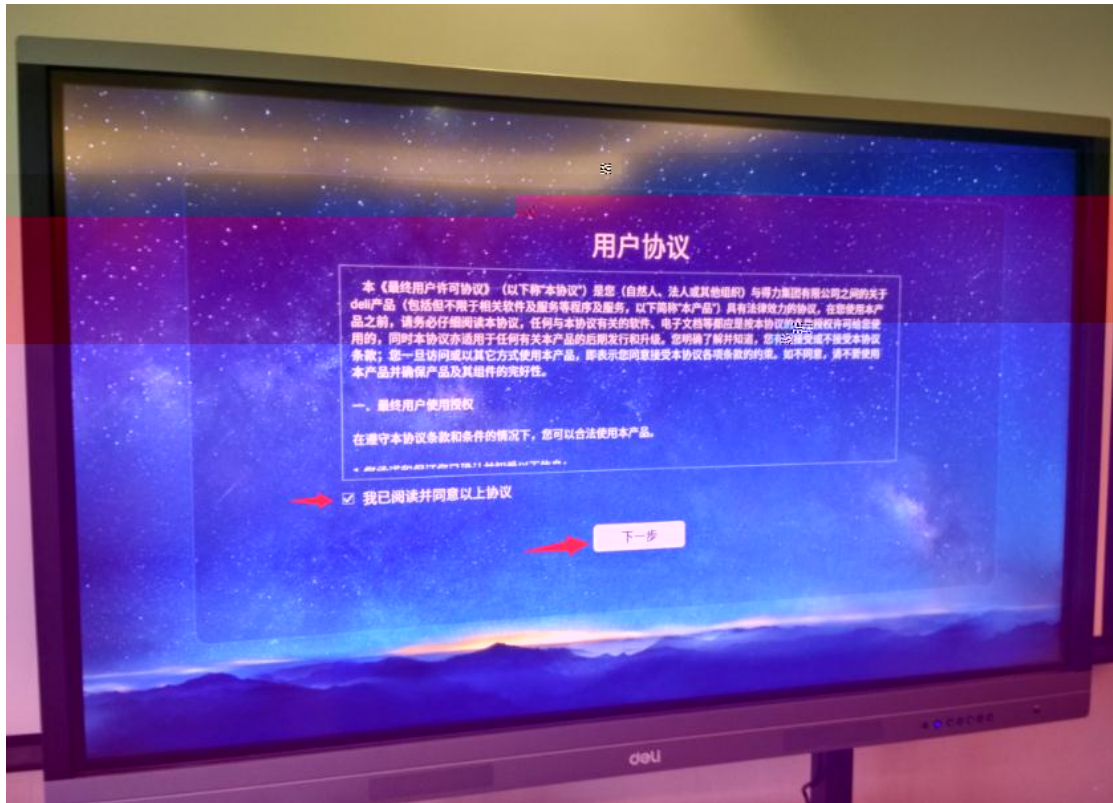 用户协议
本《最终用户许可协议》（以下称“本协议”）是您（自然人、法人或其他组织）与得力集团有限公司之间的关于
deli产品（包括但不限于相关软件及服务等程序及服务，以下简称“本产品”）具有法律效力的协议，在您使用本产
品之前，请务必仔细阅读本协议，任何与本协议有关的软件、电子文档等都应是按本协议的授权许可给您使
用的，同时本协议亦适用于任何有关本产品的后期发行和升级。您明确了解并知道，您接受或不接受本协议
条款；您一旦访问或以其它方式使用本产品，即表示您同意接受本协议各项条款的约束。如不同意，请不要使用
本产品并确保产品及其组件的完好性。
一、最终用户使用授权
在遵守本协议条款和条件的情况下，您可以合法使用本产品。
我已阅读并同意以上协议
下一步
deli